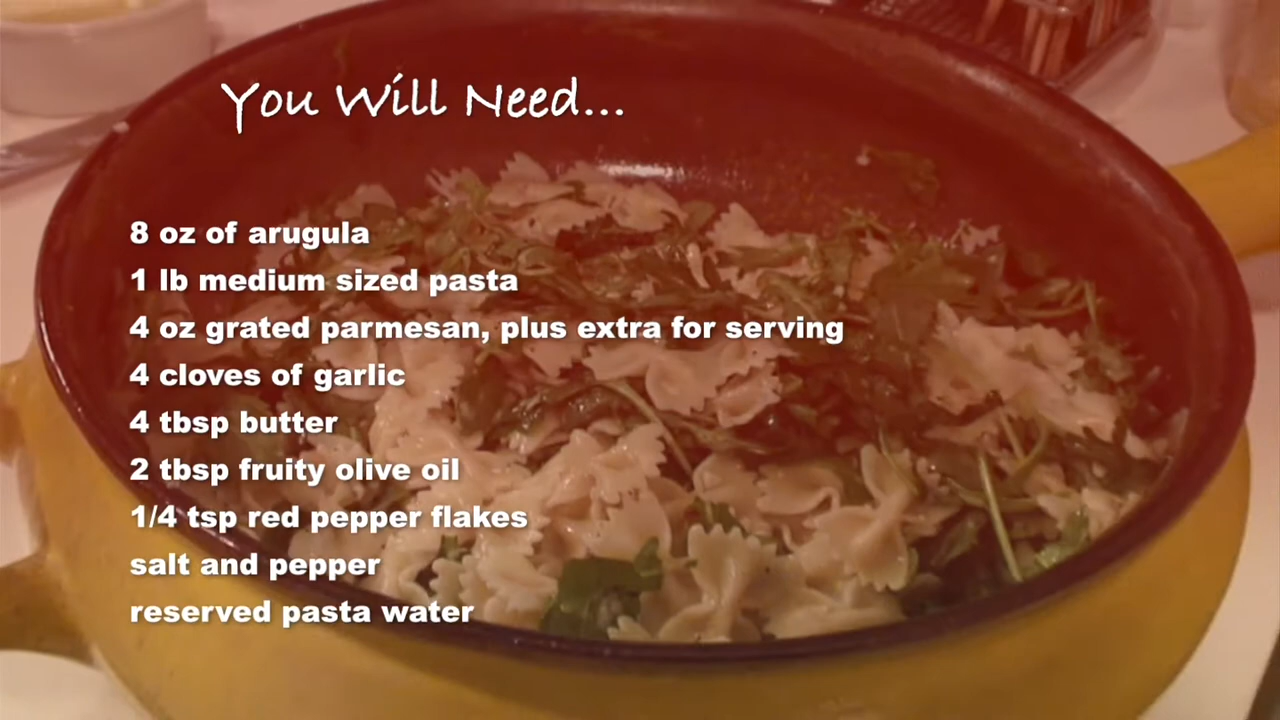 You Will Need...
8 oz of arugula
1 lb medium sized pasta
4 oz grated parmesan, plus extra for serving
4 cloves of garlic
4 tbsp butter
2 tbsp fruity olive oil
1/4 tsp red pepper flakes
salt and pepper
reserved pasta water